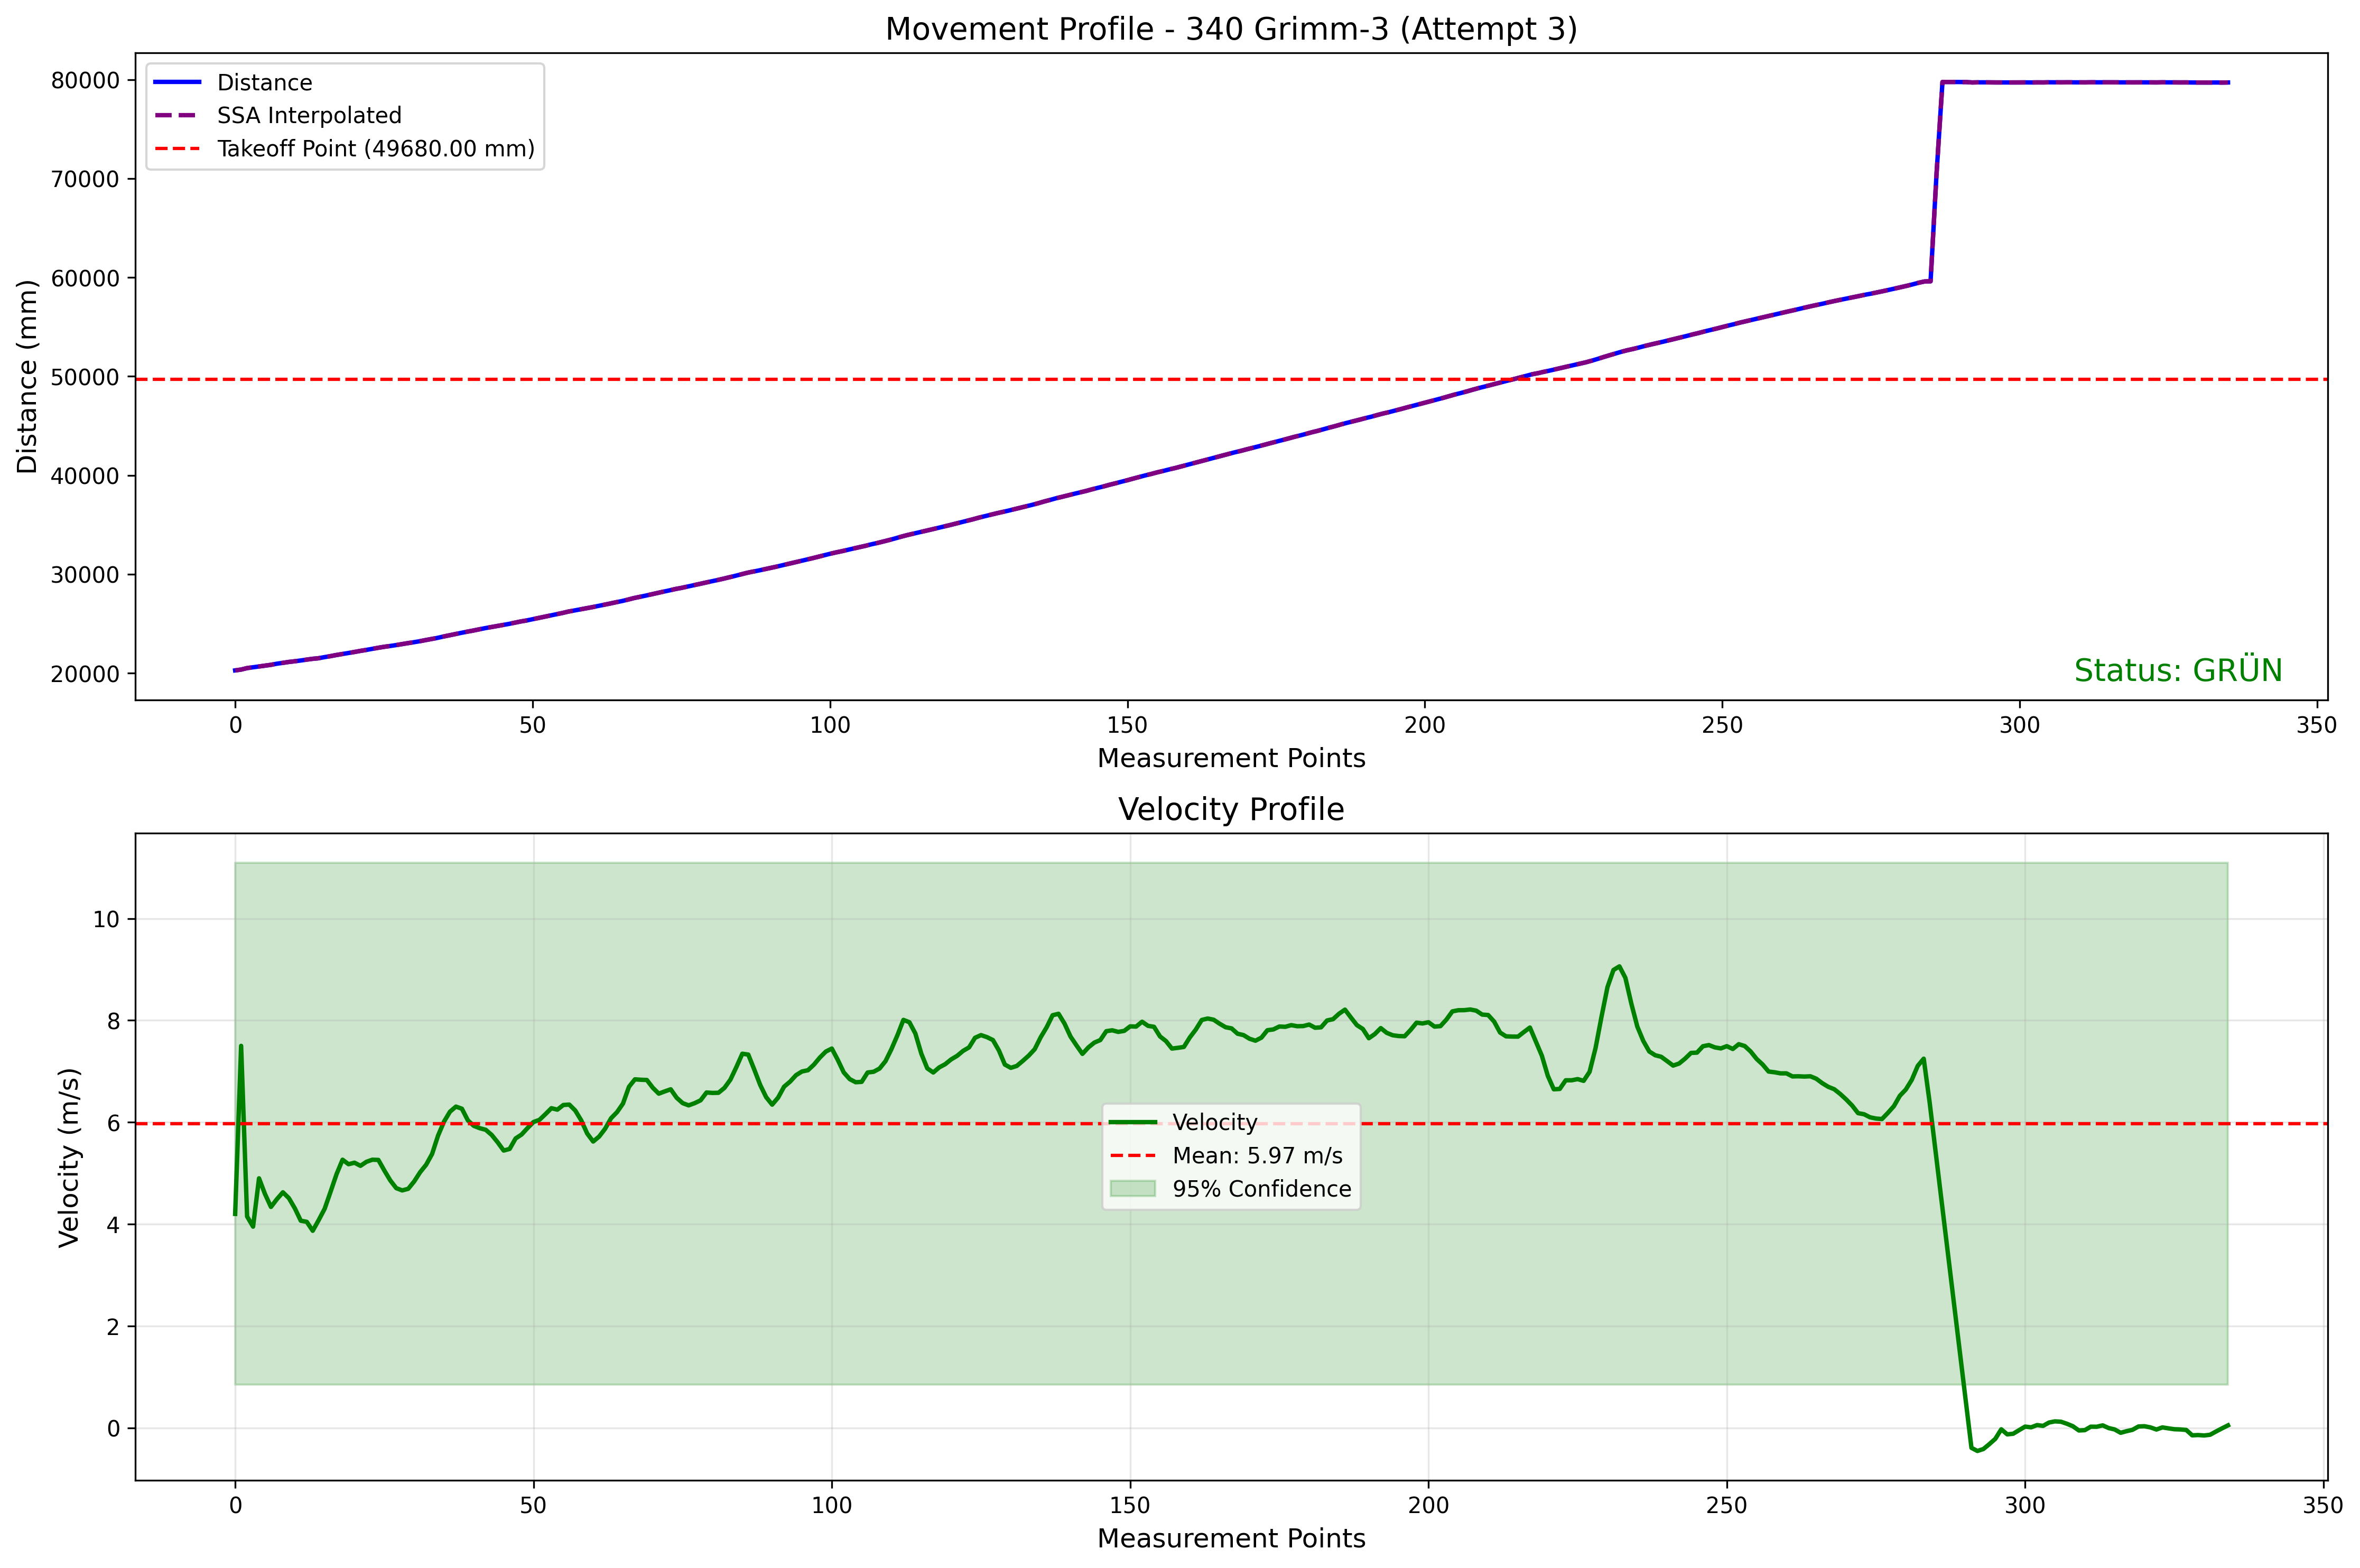 Movement Profile - 340 Grimm-3 (Attempt 3)
Distance (mm)
80000
70000
60000
50000
40000
30000
20000
Distance
SSA Interpolated
Takeoff Point (49680.00 mm)
Status: GRÜN
0 50 100 150 200 250 300 350
Measurement Points
Velocity Profile
Velocity (m/s)
10
8
6
4
2
0
Velocity
Mean: 5.97 m/s
95% Confidence
0 50 100 150 200 250 300 350
Measurement Points